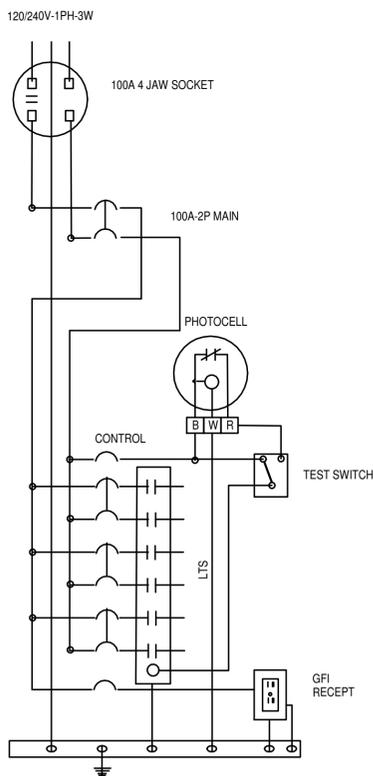 120/240V-1PH-3W
100A 4 JAW SOCKET
100A-2P MAIN
PHOTOCELL
B W R
CONTROL
TEST SWITCH
LTS
GFI
RECEPT